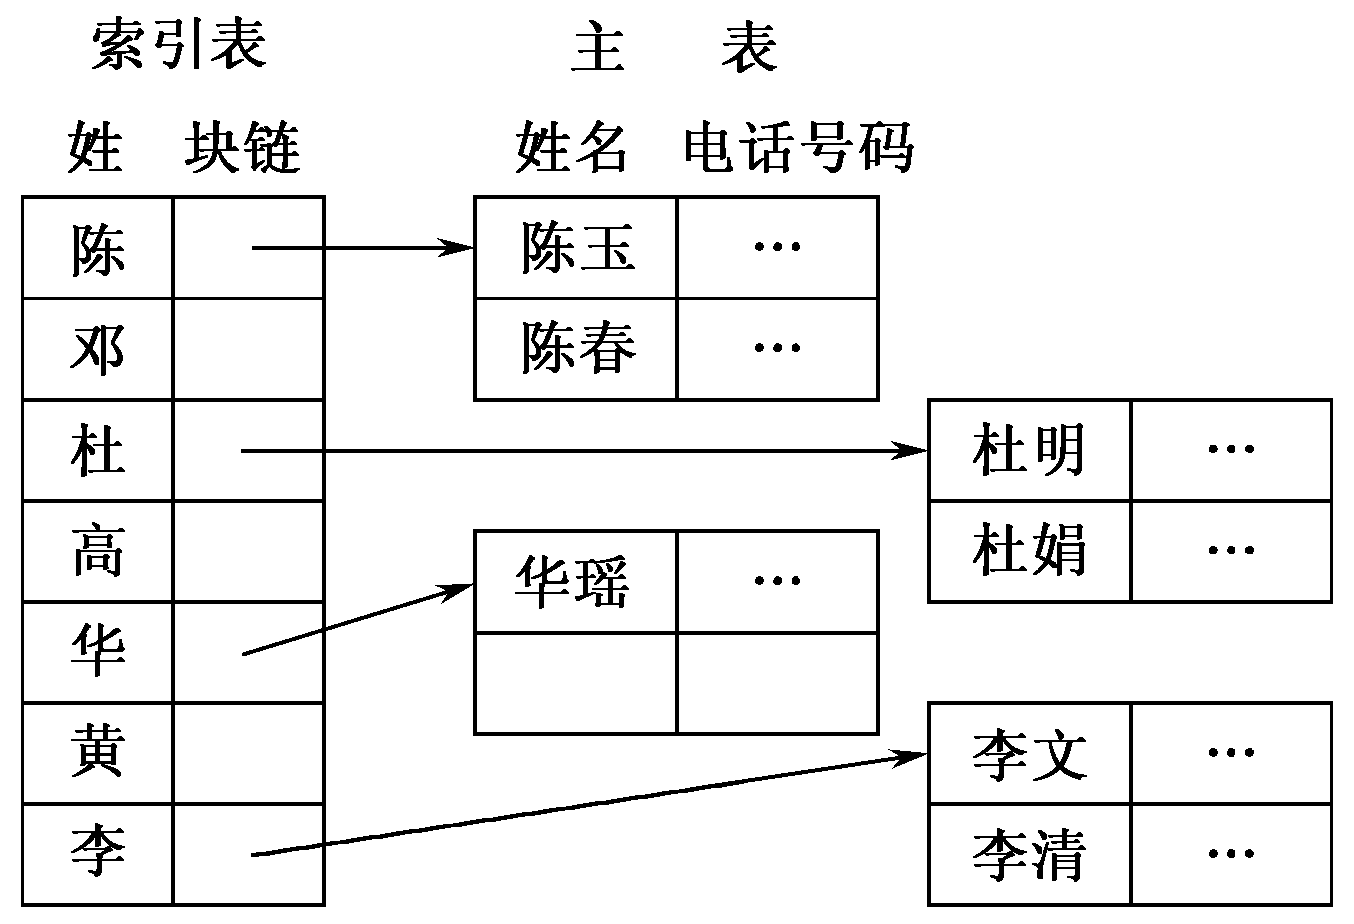 索引表 主 表
姓 块链 姓名 电话号码
陈 陈玉 …
邓 陈春 …
杜 杜明 …
高 杜娟 …
华瑶 …
华
黄 李文 …
李 李清 …